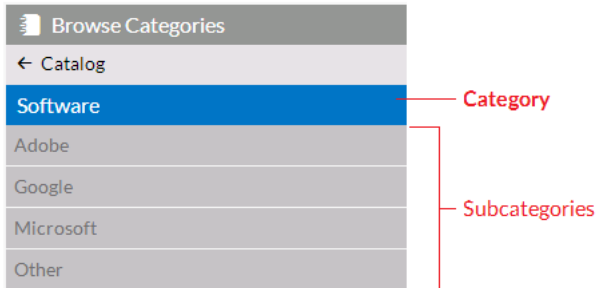 Browse Categories
← Catalog
Software
Category
Adobe
Google
Subcategories
Microsoft
Other